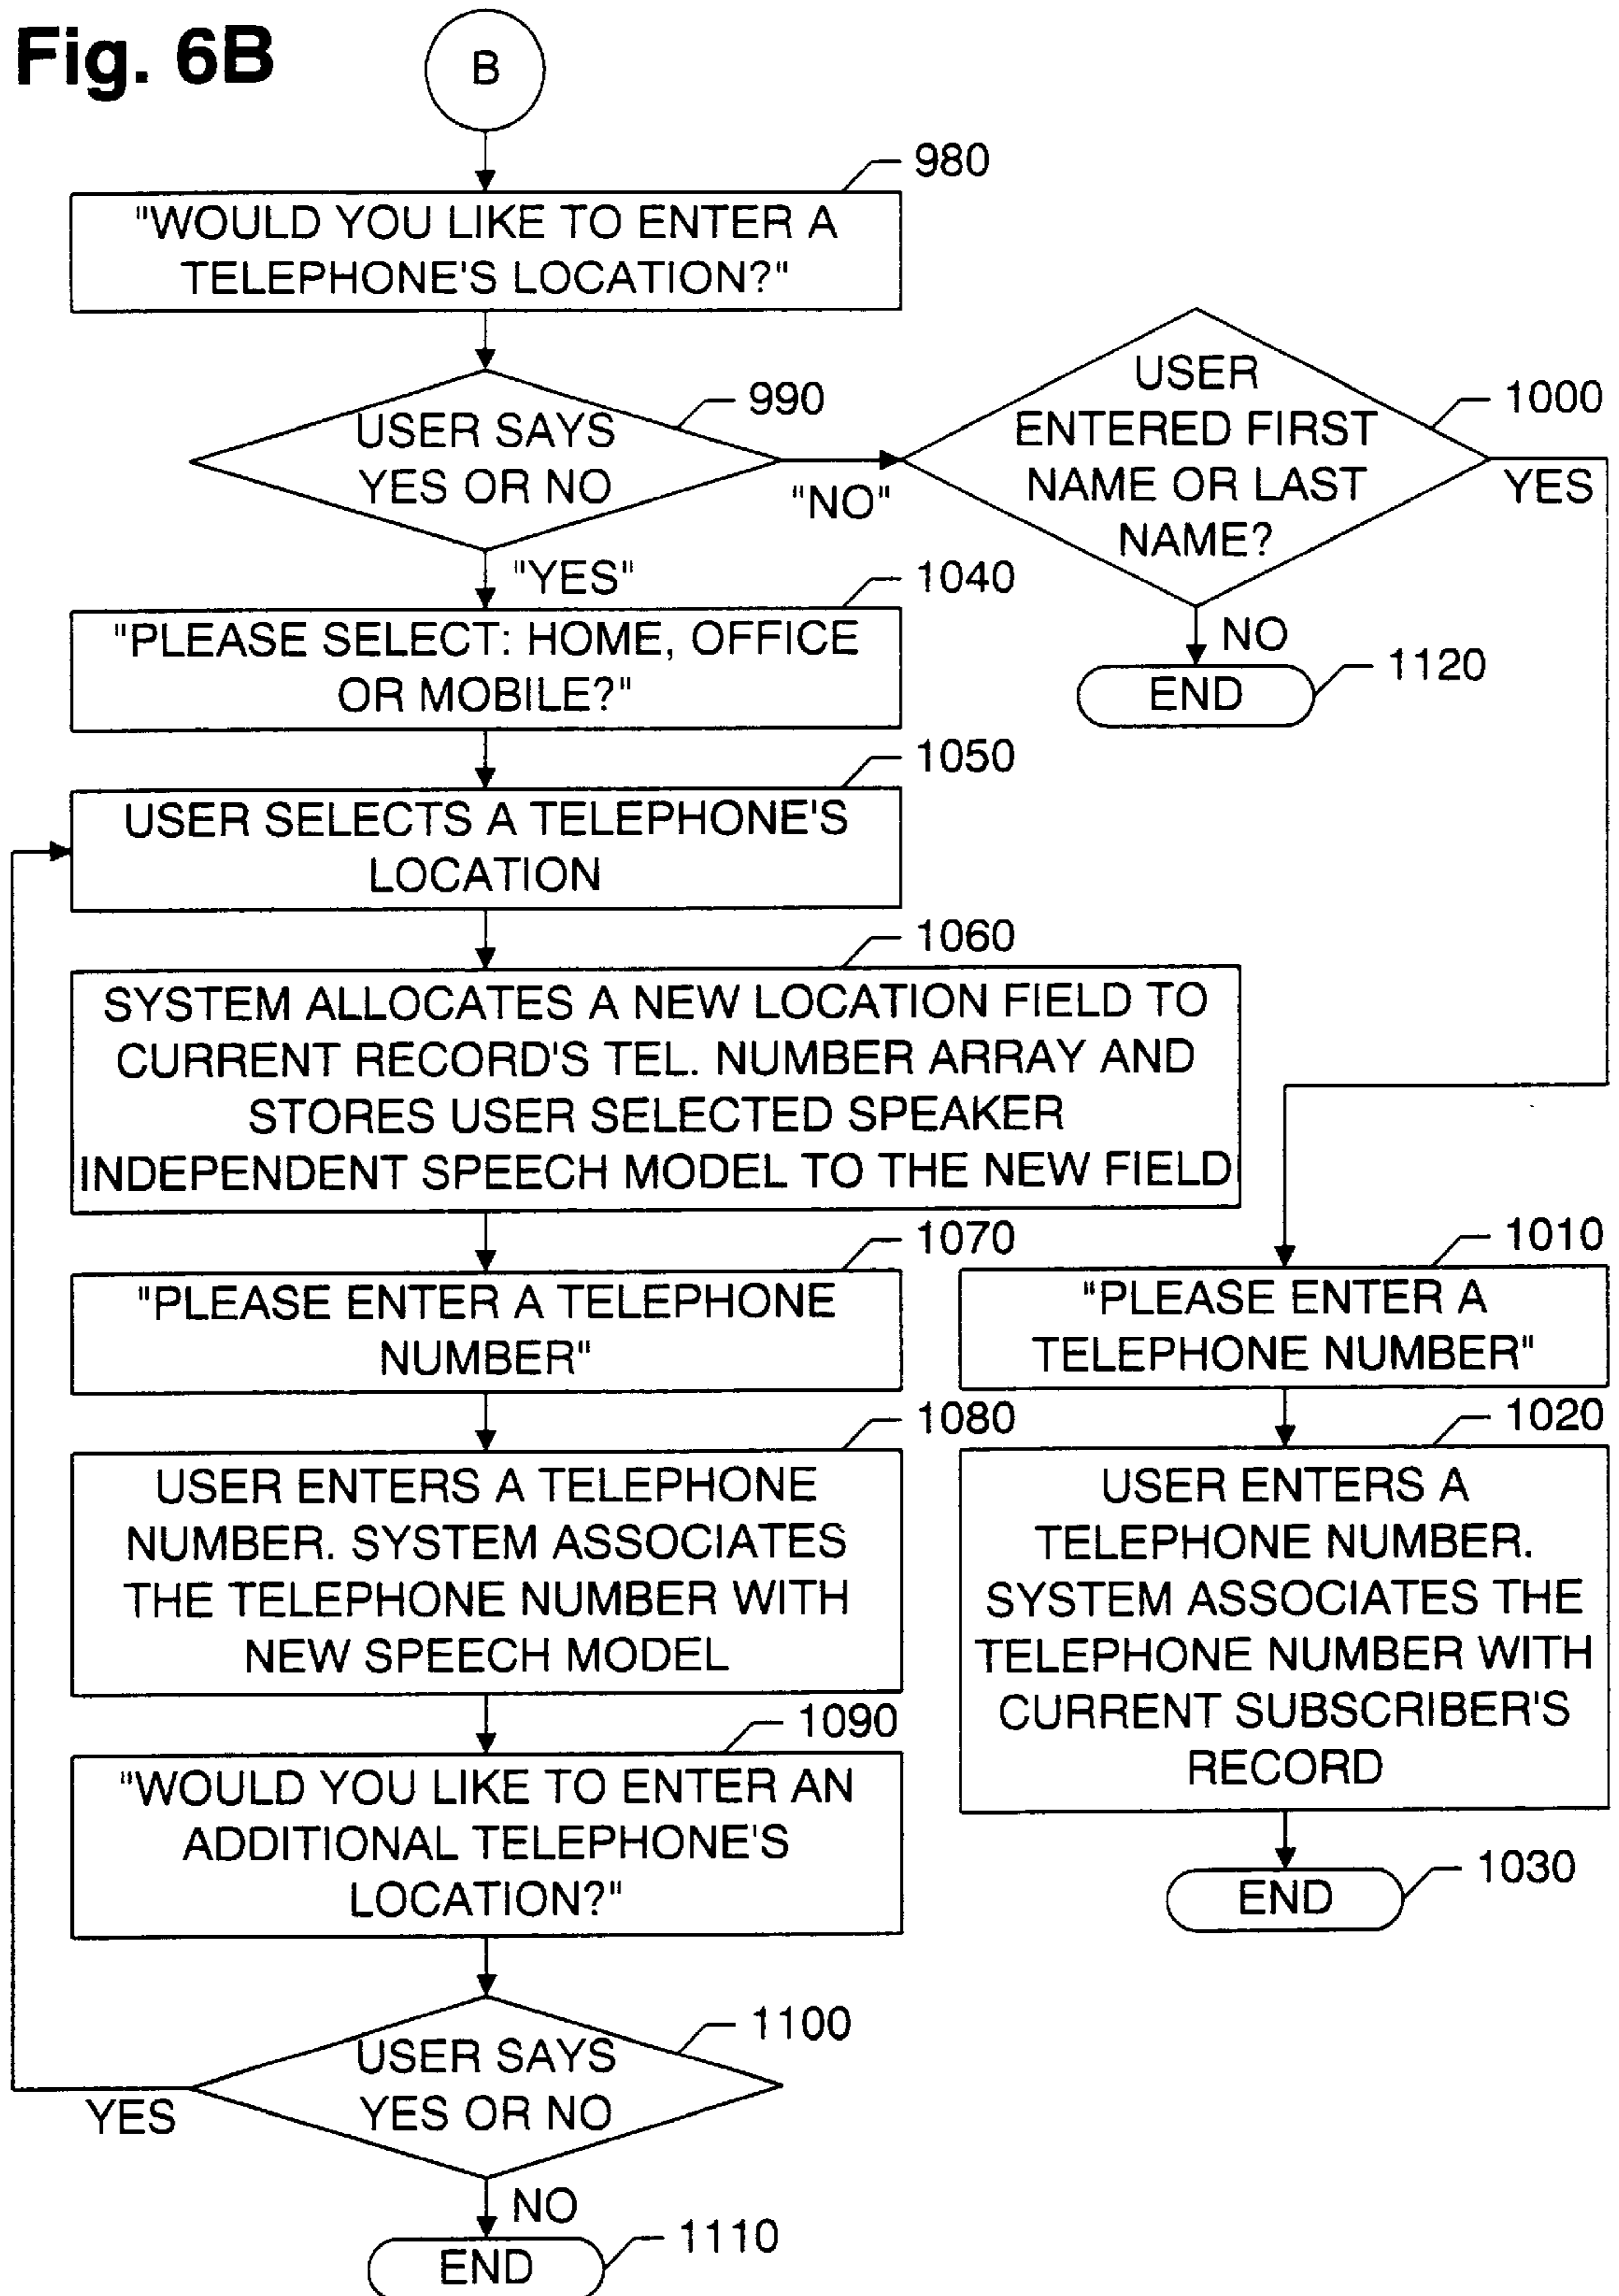 Fig. 6B
B
980
"WOULD YOU LIKE TO ENTER A
TELEPHONE'S LOCATION?"
990
USER SAYS
YES OR NO
"NO"
"YES"
1000
USER
ENTERED FIRST
NAME OR LAST
NAME?
YES
NO
1120
END
1040
"PLEASE SELECT: HOME, OFFICE
OR MOBILE?"
1050
USER SELECTS A TELEPHONE'S
LOCATION
1060
SYSTEM ALLOCATES A NEW LOCATION FIELD TO
CURRENT RECORD'S TEL. NUMBER ARRAY AND
STORES USER SELECTED SPEAKER
INDEPENDENT SPEECH MODEL TO THE NEW FIELD
1070
"PLEASE ENTER A TELEPHONE
NUMBER"
1080
USER ENTERS A TELEPHONE
NUMBER. SYSTEM ASSOCIATES
THE TELEPHONE NUMBER WITH
NEW SPEECH MODEL
1090
"WOULD YOU LIKE TO ENTER AN
ADDITIONAL TELEPHONE'S
LOCATION?"
1100
USER SAYS
YES OR NO
YES
NO
1110
END
1010
"PLEASE ENTER A
TELEPHONE NUMBER"
1020
USER ENTERS A
TELEPHONE NUMBER.
SYSTEM ASSOCIATES THE
TELEPHONE NUMBER WITH
CURRENT SUBSCRIBER'S
RECORD
1030
END